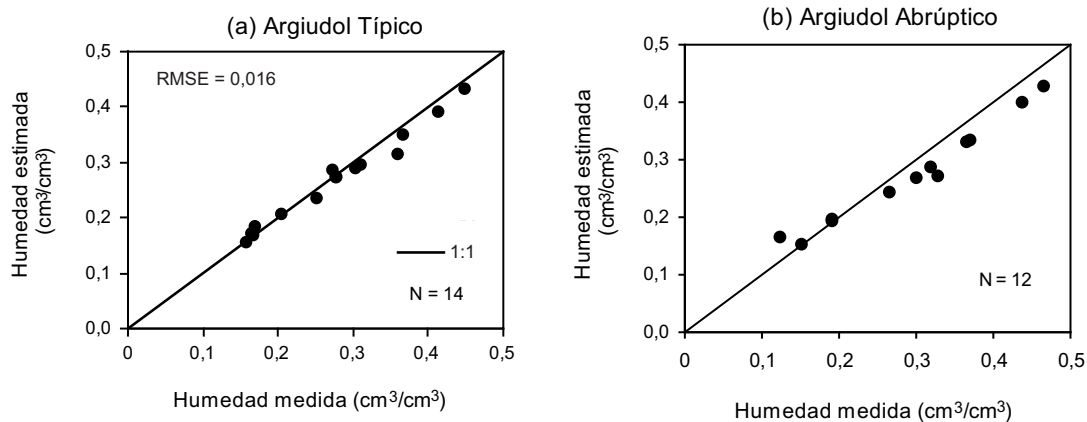 (a) Argiudol Típico
0,5
0,4
0,3
0,2
0,1
0,0
0
0,1
0,2
0,3
0,4
0,5
Humedad estimada
(cm³/cm³)
RMSE = 0,016
1:1
N = 14
Humedad medida (cm³/cm³)
(b) Argiudol Abrúptico
0,5
0,4
0,3
0,2
0,1
0,0
0
0,1
0,2
0,3
0,4
0,5
Humedad estimada
(cm³/cm³)
N = 12
Humedad medida (cm³/cm³)